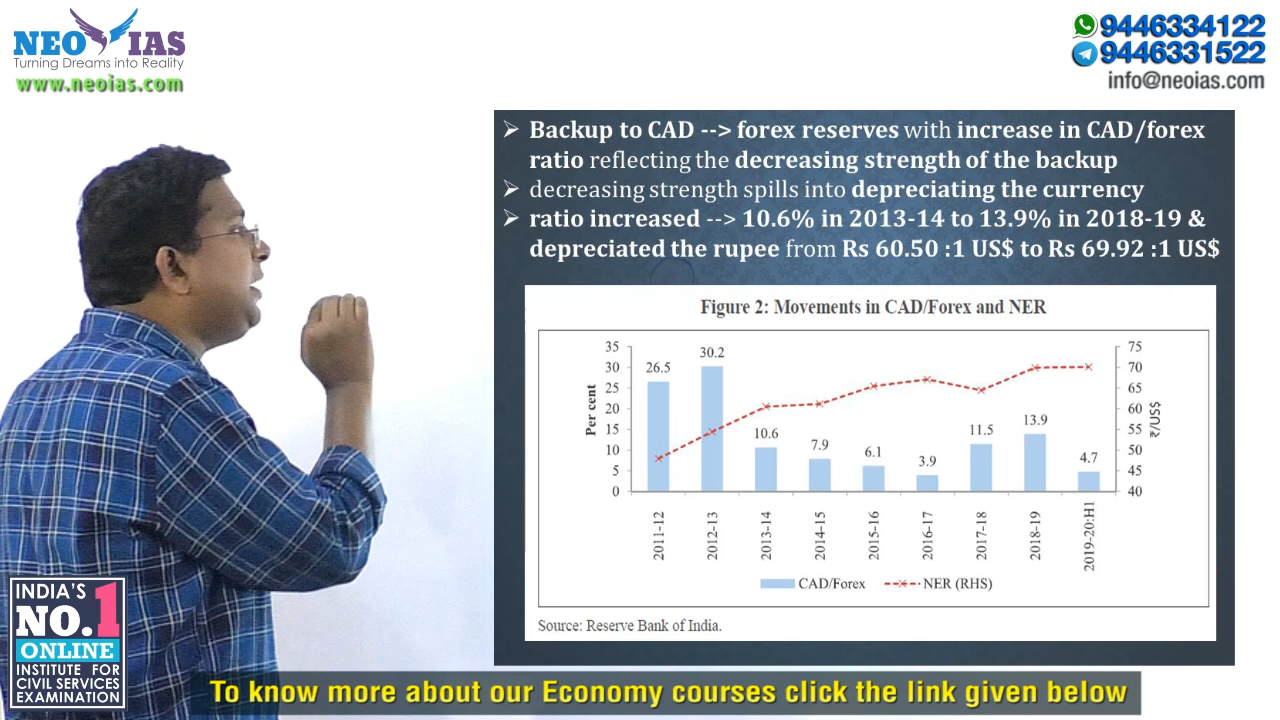 NEO IAS
Turning Dreams into Reality
www.neoias.com
9446334122
9446331522
info@neoias.com
➢ Backup to CAD --> forex reserves with increase in CAD/forex
ratio reflecting the decreasing strength of the backup
➢ decreasing strength spills into depreciating the currency
➢ ratio increased --> 10.6% in 2013-14 to 13.9% in 2018-19 &
depreciated the rupee from Rs 60.50 :1 US$ to Rs 69.92 :1 US$
Figure 2: Movements in CAD/Forex and NER
Per cent
35
30
25
20
15
10
5
0
26.5
30.2
10.6
7.9
6.1
3.9
11.5
13.9
4.7
75
70
65
60
55
50
45
40
₹/US$
2011-12
2012-13
2013-14
2014-15
2015-16
2016-17
2017-18
2018-19
2019-20:H1
CAD/Forex
NER (RHS)
Source: Reserve Bank of India.
INDIA'S
NO.1
ONLINE
INSTITUTE FOR
CIVIL SERVICES
EXAMINATION
To know more about our Economy courses click the link given below